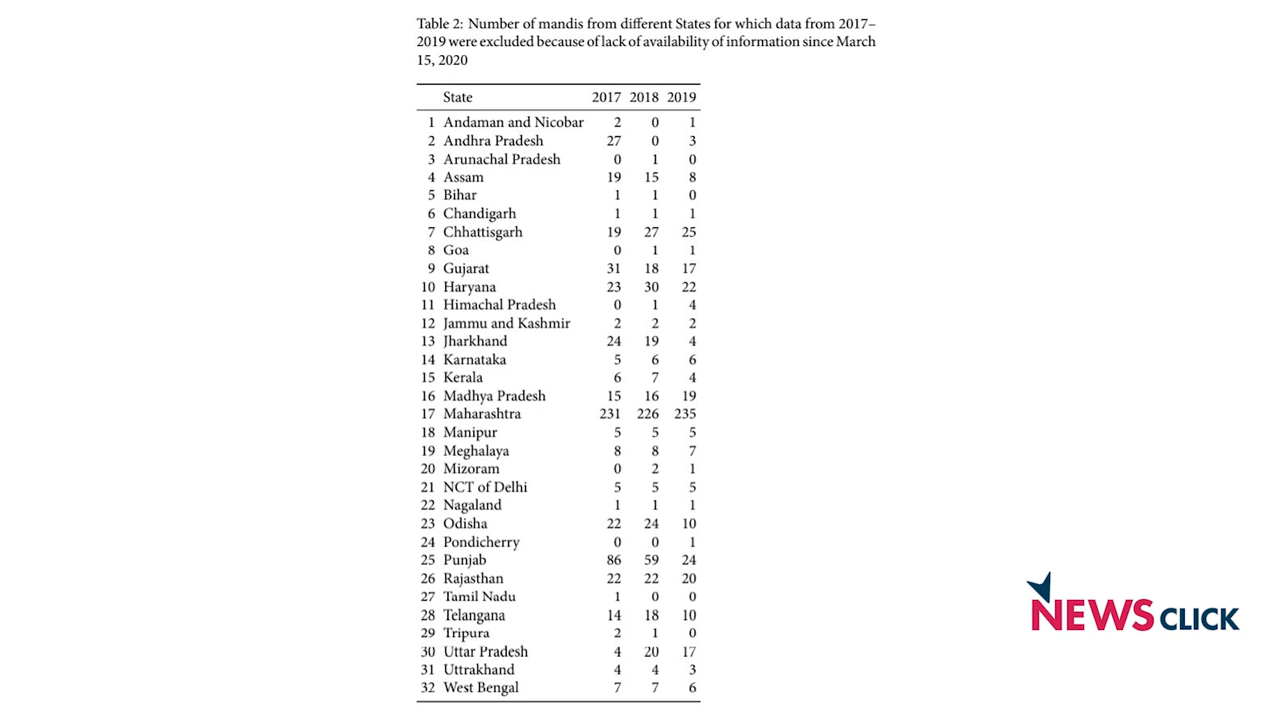 Table 2: Number of mandis from different States for which data from 2017–
2019 were excluded because of lack of availability of information since March
15, 2020
State 2017 2018 2019
1 Andaman and Nicobar 2 0 1
2 Andhra Pradesh 27 0 3
3 Arunachal Pradesh 0 1 0
4 Assam 19 15 8
5 Bihar 1 1 0
6 Chandigarh 1 1 1
7 Chhattisgarh 19 27 25
8 Goa 0 1 1
9 Gujarat 31 18 17
10 Haryana 23 30 22
11 Himachal Pradesh 0 1 4
12 Jammu and Kashmir 2 2 2
13 Jharkhand 24 19 4
14 Karnataka 5 6 6
15 Kerala 6 7 4
16 Madhya Pradesh 15 16 19
17 Maharashtra 231 226 235
18 Manipur 5 5 5
19 Meghalaya 8 8 7
20 Mizoram 0 2 1
21 NCT of Delhi 5 5 5
22 Nagaland 1 1 1
23 Odisha 22 24 10
24 Pondicherry 0 0 1
25 Punjab 86 59 24
26 Rajasthan 22 22 20
27 Tamil Nadu 1 0 0
28 Telangana 14 18 10
29 Tripura 2 1 0
30 Uttar Pradesh 4 20 17
31 Uttrakhand 4 4 3
32 West Bengal 7 7 6
NEWS CLICK